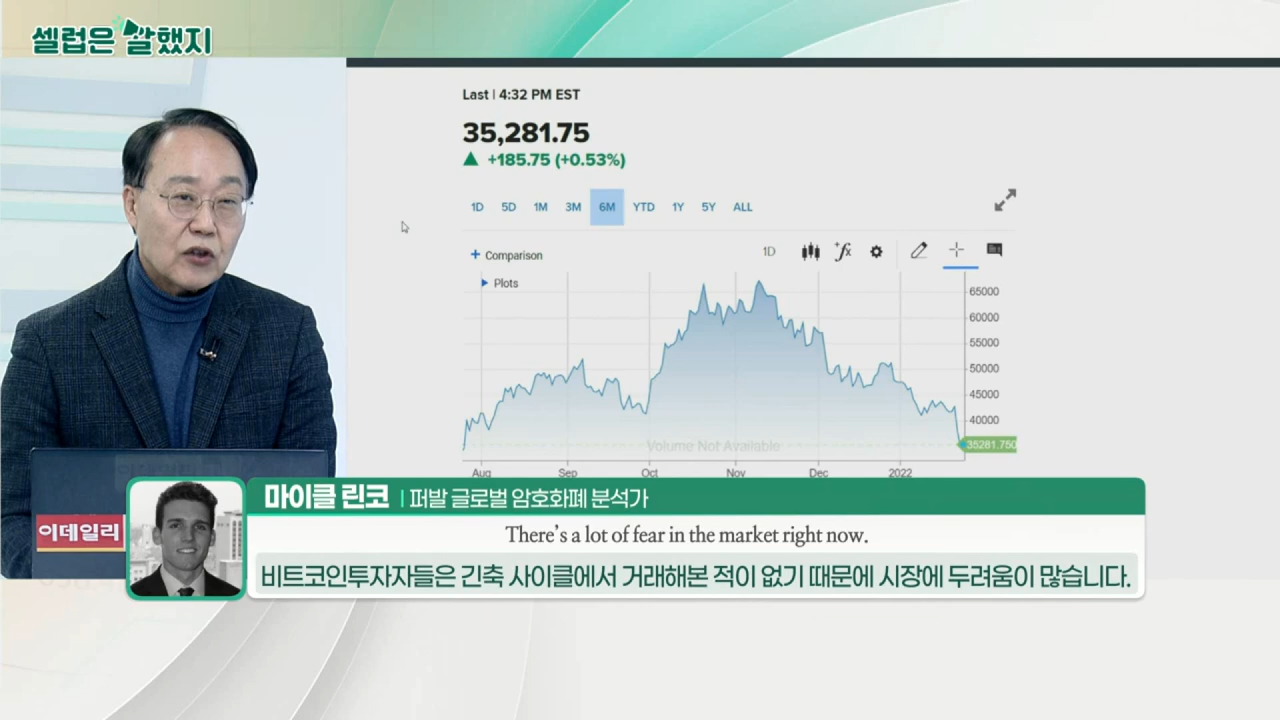 셀럽은 말했지
Last | 4:32 PM EST
35,281.75
▲ +185.75 (+0.53%)
1D 5D 1M 3M 6M YTD 1Y 5Y ALL
+ Comparison 1D fx
Plots
65000
60000
55000
50000
45000
40000
Volume Not Available
35281.750
Aug Sep Oct Nov Dec 2022
이데일리
이데일리
마이클 린코 | 퍼발 글로벌 암호화폐 분석가
There's a lot of fear in the market right now.
비트코인투자자들은 긴축 사이클에서 거래해본 적이 없기 때문에 시장에 두려움이 많습니다.